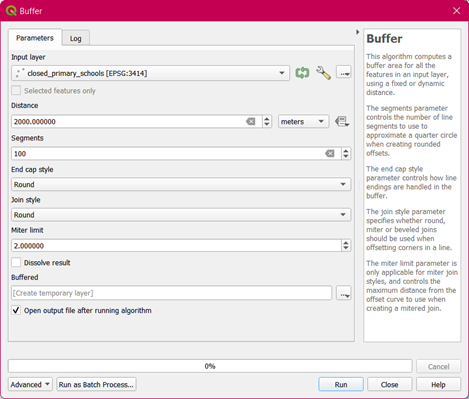 Buffer
Parameters
Log
Input layer
closed_primary_schools [EPSG:3414]
...
Selected features only
Distance
2000.000000
meters
Segments
100
End cap style
Round
Join style
Round
Miter limit
2.000000
Dissolve result
Buffered
[Create temporary layer]
...
Open output file after running algorithm
Buffer
This algorithm computes a
buffer area for all the
features in an input layer,
using a fixed or dynamic
distance.
The segments parameter
controls the number of line
segments to use to
approximate a quarter circle
when creating rounded
offsets.
The end cap style
parameter controls how line
endings are handled in the
buffer.
The join style parameter
specifies whether round,
miter or beveled joins
should be used when
offsetting corners in a line.
The miter limit parameter is
only applicable for miter join
styles, and controls the
maximum distance from the
offset curve to use when
creating a mitered join.
0%
Cancel
Advanced
Run as Batch Process...
Run
Close
Help